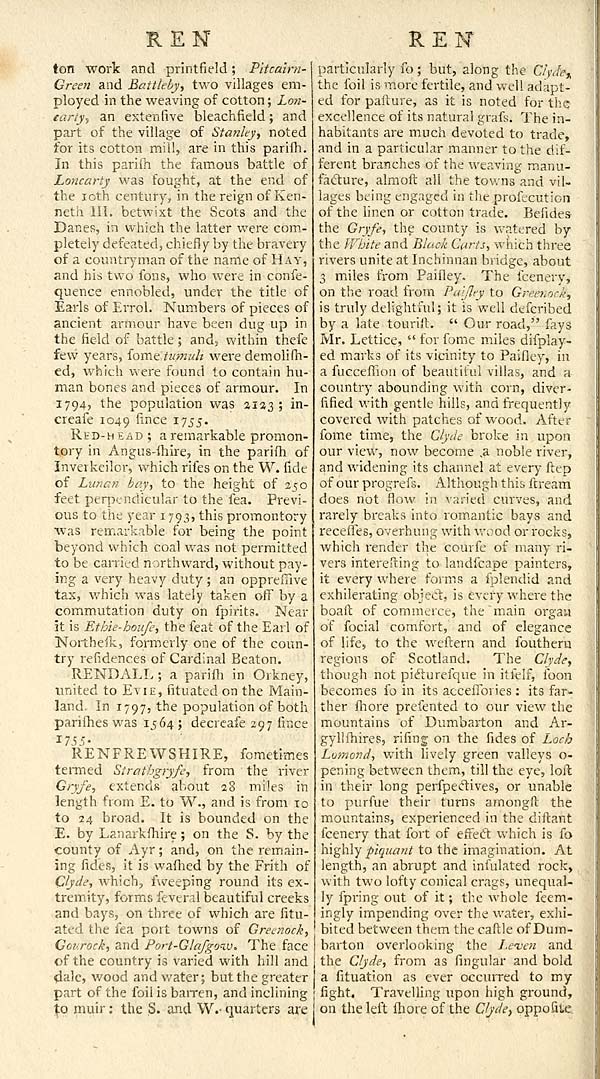 REN
ton work and printfield; Pitcairn-
Green and Battleby, two villages em-
ployed in the weaving of cotton; Lon-
carty, an extenſive bleachfield; and
part of the village of Stanley, noted
for its cotton mill, are in this pariſh.
In this pariſh the famous battle of
Loncarty was fought, at the end of
the 10th century, in the reign of Ken-
neth III. betwixt the Scots and the
Danes, in which the latter were com-
pletely defeated, chiefly by the bravery
of a countryman of the name of HAY,
and his two ſons, who were in conſe-
quence ennobled, under the title of
Earls of Errol. Numbers of pieces of
ancient armour have been dug up in
the field of battle; and, within theſe
few years, ſome tumuli were demoliſh-
ed, which were found to contain hu-
man bones and pieces of armour. In
1794, the population was 2123; in-
creaſe 1049 ſince 1755.
RED-HEAD; a remarkable promon-
tory in Angus-ſhire, in the pariſh of
Inverkeilor, which riſes on the W. ſide
of Lunan bay, to the height of 250
feet perpendicular to the ſea. Previ-
ous to the year 1793, this promontory
was remarkable for being the point
beyond which coal was not permitted
to be carried northward, without pay-
ing a very heavy duty; an oppreſſive
tax, which was lately taken off by a
commutation duty on ſpirits. Near
it is Ethie-houſe, the ſeat of the Earl of
Northeſk, formerly one of the coun-
try reſidences of Cardinal Beaton.
RENDALL; a pariſh in Orkney,
united to EVIE, ſituated on the Main-
land. In 1797, the population of both
pariſhes was 1564; decreaſe 297 ſince
1755.
RENFREWSHIRE, ſometimes
termed Strathgryfe, from the river
Gryfe, extends about 28 miles in
length from E. to W., and is from 10
to 24 broad. It is bounded on the
E. by Lanarkſhire; on the S. by the
county of Ayr; and, on the remain-
ing ſides, it is waſhed by the Frith of
Clyde, which, ſweeping round its ex-
tremity, forms ſeveral beautiful creeks
and bays, on three of which are ſitu-
ated the ſea port towns of Greenock,
Gourock, and Port-Glaſgow. The face
of the country is varied with hill and
dale, wood and water; but the greater
part of the ſoil is barren, and inclining
to muir: the S. and W. quarters are
REN
particularly ſo; but, along the Clyde,
the ſoil is more fertile, and well adapt-
ed for paſture, as it is noted for the
excellence of its natural graſs. The in-
habitants are much devoted to trade,
and in a particular manner to the dif-
ferent branches of the weaving manu-
facture, almoſt all the towns and vil-
lages being engaged in the proſecution
of the linen or cotton trade. Beſides
the Gryfe, the county is watered by
the White and Black Carts, which three
rivers unite at Inchinnan bridge, about
3 miles from Paiſley. The ſcenery,
on the road from Paiſley to Greenock,
is truly delightful; it is well deſcribed
by a late touriſt. " Our road," ſays
Mr. Lettice, " for ſome miles diſplay-
ed marks of its vicinity to Paiſley, in
a ſucceſſion of beautiful villas, and a
country abounding with corn, diver-
ſified with gentle hills, and frequently
covered with patches of wood. After
ſome time, the Clyde broke in upon
our view, now become a noble river,
and widening its channel at every ſtep
of our progreſs. Although this ſtream
does not flow in varied curves, and
rarely breaks into romantic bays and
receſſes, overhung with wood or rocks,
which render the courſe of many ri-
vers intereſting to landſcape painters,
it every where forms a ſplendid and
exhilerating object, is every where the
boaſt of commerce, the main organ
of ſocial comfort, and of elegance
of life, to the weſtern and ſouthern
regions of Scotland. The Clyde,
though not pictureſque in itſelf, ſoon
becomes ſo in its acceſſories: its far-
ther ſhore preſented to our view the
mountains of Dumbarton and Ar-
gyllſhires, riſing on the ſides of Loch
Lomond, with lively green valleys o-
pening between them, till the eye, loſt
in their long perſpectives, or unable
to purſue their turns amongſt the
mountains, experienced in the diſtant
ſcenery that ſort of effect which is ſo
highly piquant to the imagination. At
length, an abrupt and inſulated rock,
with two lofty conical crags, unequal-
ly ſpring out of it; the whole ſeem-
ingly impending over the water, exhi-
bited between them the caſtle of Dum-
barton overlooking the Leven and
the Clyde, from as ſingular and bold
a ſituation as ever occurred to my
ſight. Travelling upon high ground,
on the left ſhore of the Clyde, oppoſite